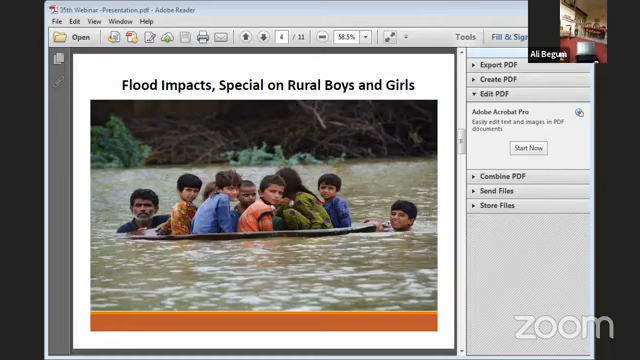 35th Webinar -Presentation.pdf - Adobe Reader
File Edit View Window Help
Open
4 / 11
58.5%
Tools
Fill & Sign
Ali Begum
Flood Impacts, Special on Rural Boys and Girls
Export PDF
Create PDF
Edit PDF
Adobe Acrobat Pro
Easily edit text and images in PDF
documents
Start Now
Combine PDF
Send Files
Store Files
zoom